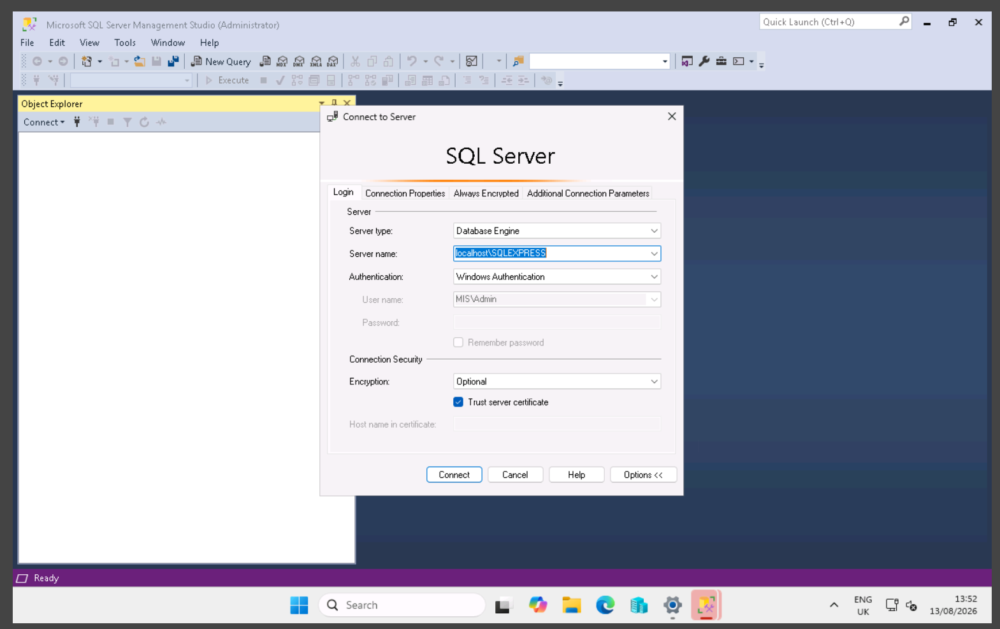 Microsoft SQL Server Management Studio (Administrator)
Quick Launch (Ctrl+Q)
File Edit View Tools Window Help
New Query MDX DMX XMLA DAX
Execute
Object Explorer
Connect
Connect to Server
SQL Server
Login Connection Properties Always Encrypted Additional Connection Parameters
Server
Server type: Database Engine
Server name: localhost\SQLEXPRESS
Authentication: Windows Authentication
User name: MIS\Admin
Password:
Remember password
Connection Security
Encryption: Optional
Trust server certificate
Host name in certificate:
Connect Cancel Help Options <<
Ready
Search
ENG
UK
13:52
13/08/2026